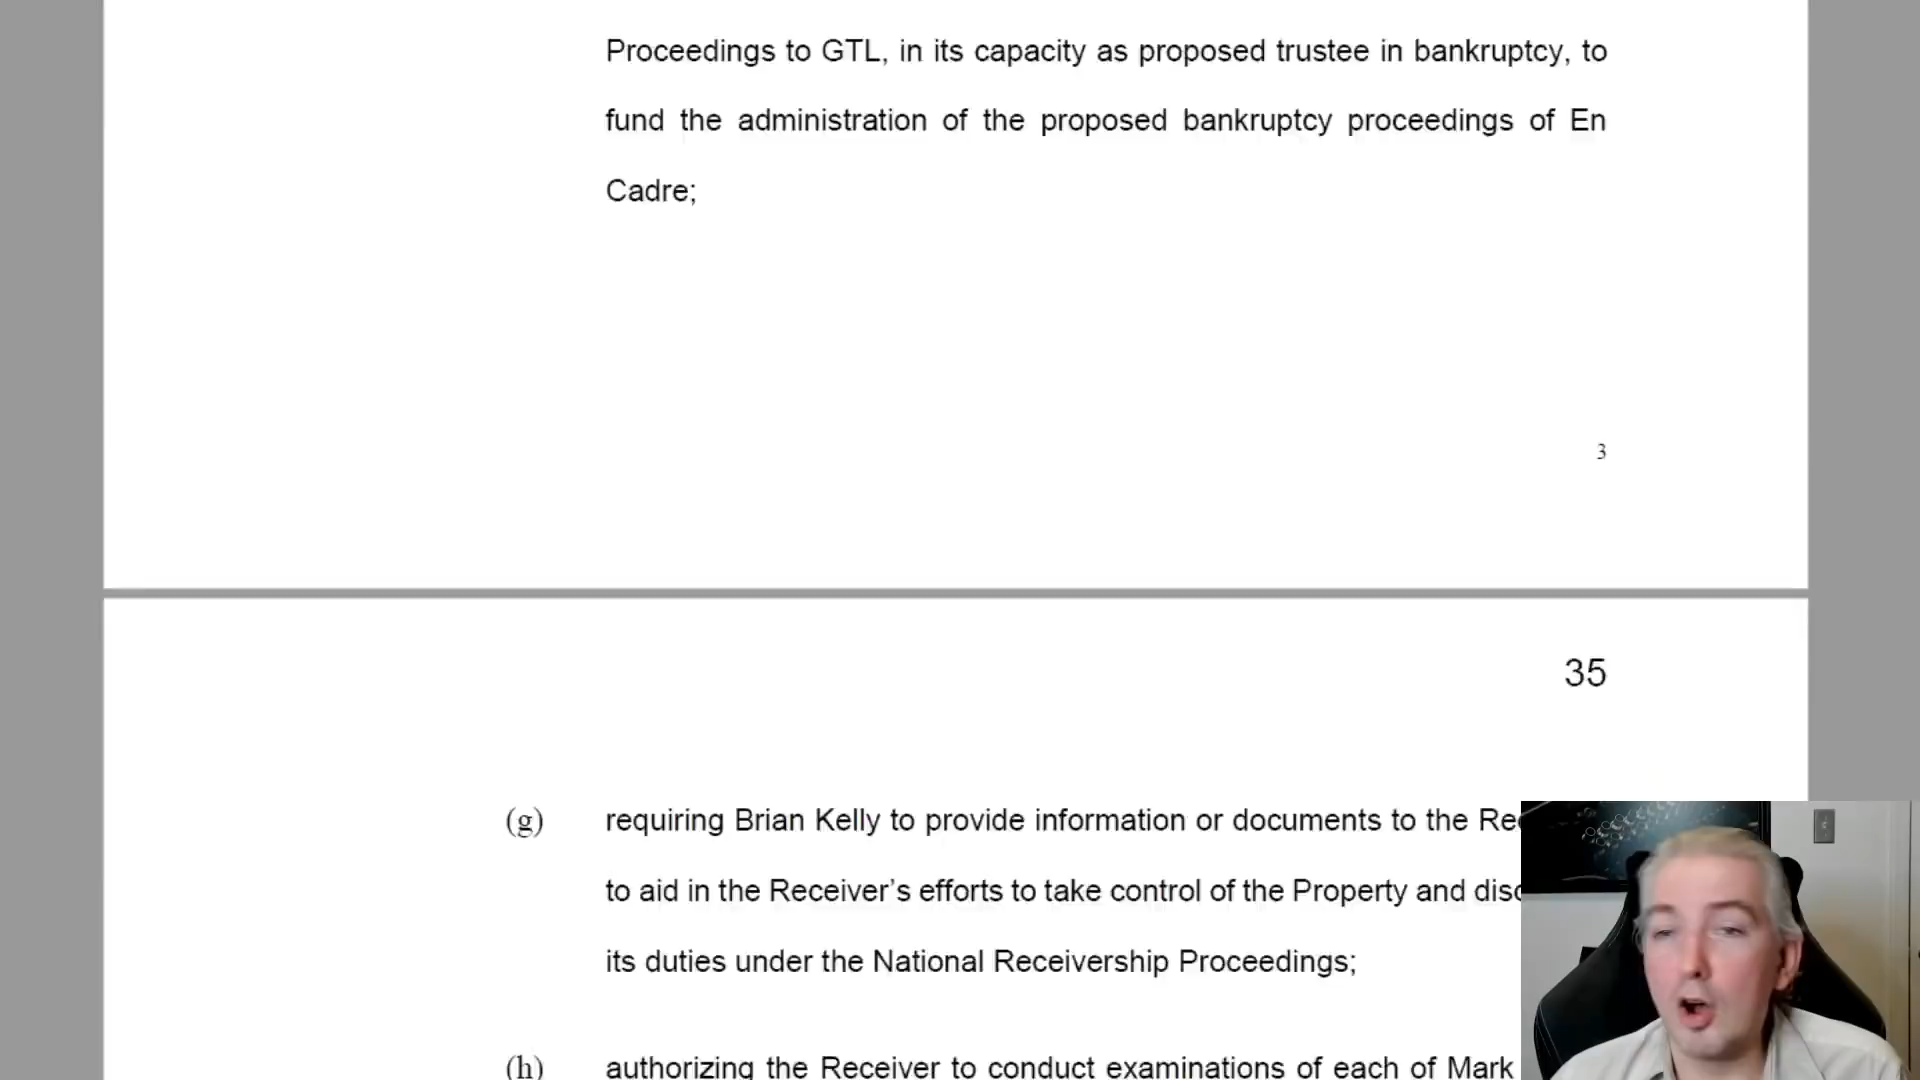 Proceedings to GTL, in its capacity as proposed trustee in bankruptcy, to
fund the administration of the proposed bankruptcy proceedings of En
Cadre;
3
35
(g) requiring Brian Kelly to provide information or documents to the
to aid in the Receiver’s efforts to take control of the Property and
its duties under the National Receivership Proceedings;
(h) authorizing the Receiver to conduct examinations of each of Mark